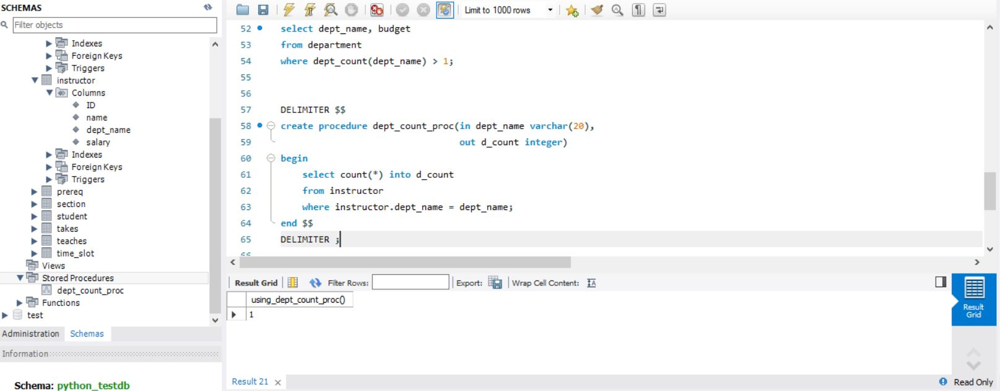 SCHEMAS
Filter objects
Indexes
Foreign Keys
Triggers
instructor
Columns
ID
name
dept_name
salary
Indexes
Foreign Keys
Triggers
prereq
section
student
takes
teaches
time_slot
Views
Stored Procedures
dept_count_proc
Functions
test
Administration Schemas
Information
Schema: python_testdb
Limit to 1000 rows
52 select dept_name, budget
53 from department
54 where dept_count(dept_name) > 1;
55
56
57 DELIMITER $$
58 create procedure dept_count_proc(in dept_name varchar(20),
59 out d_count integer)
60 begin
61 select count(*) into d_count
62 from instructor
63 where instructor.dept_name = dept_name;
64 end $$
65 DELIMITER ;
66
Result Grid Filter Rows: Export: Wrap Cell Content:
using_dept_count_proc()
1
Result
Grid
Result 21
Read Only